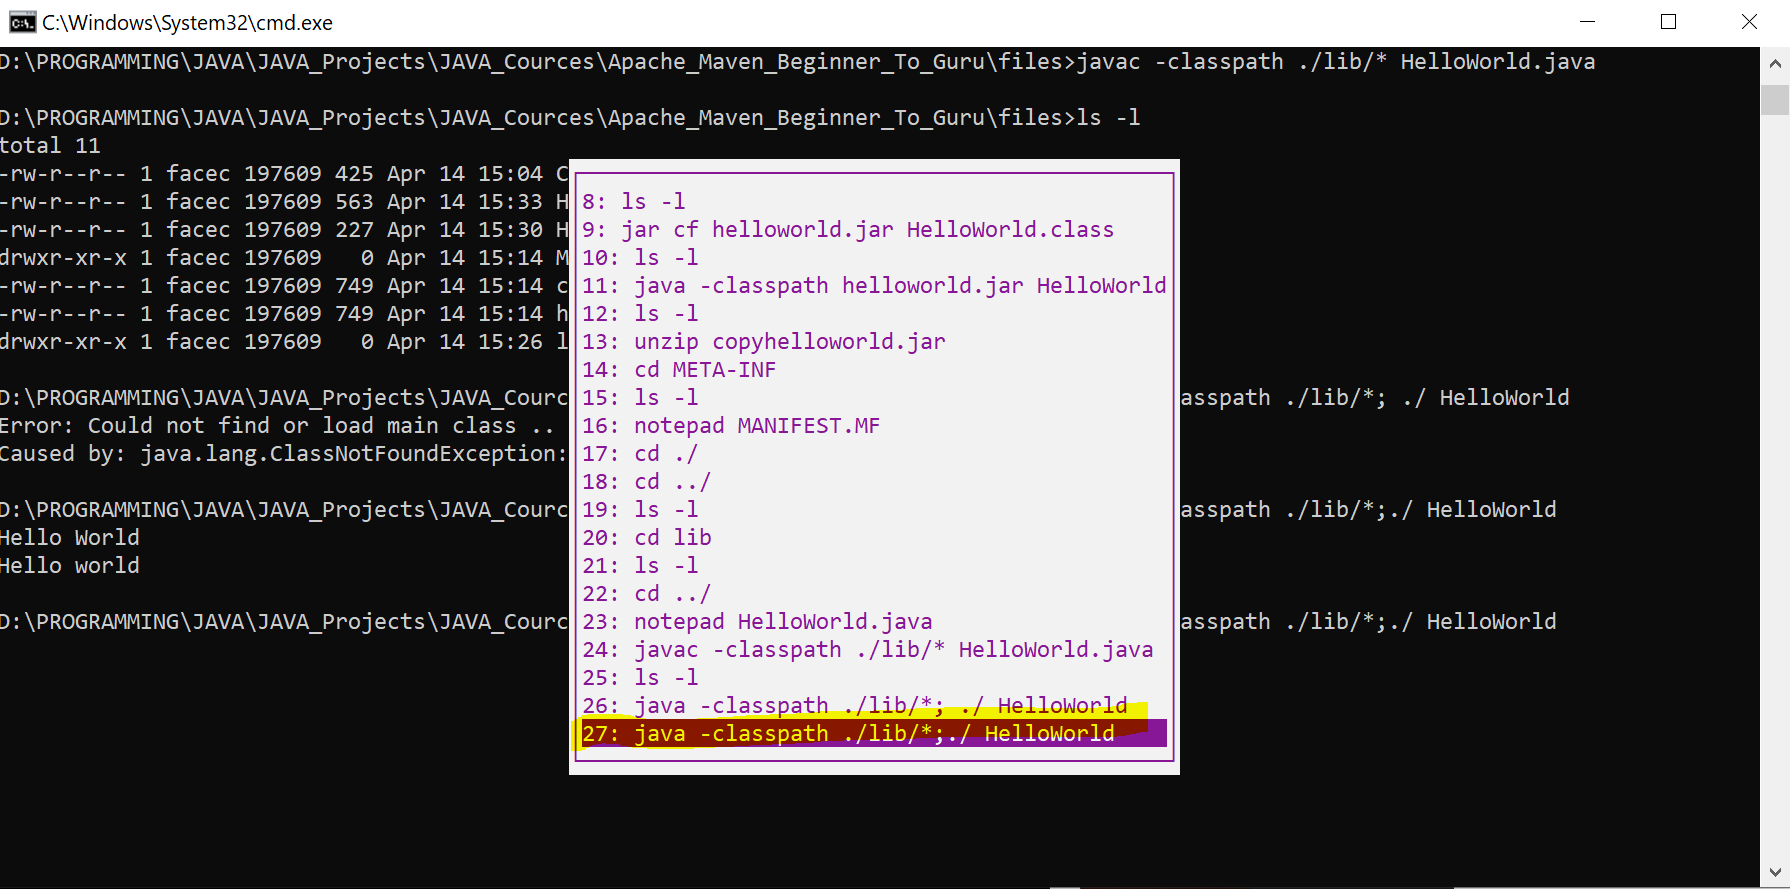 C:\Windows\System32\cmd.exe
D:\PROGRAMMING\JAVA\JAVA_Projects\JAVA_Cources\Apache_Maven_Beginner_To_Guru\files>javac -classpath ./lib/* HelloWorld.java
D:\PROGRAMMING\JAVA\JAVA_Projects\JAVA_Cources\Apache_Maven_Beginner_To_Guru\files>ls -l
total 11
-rw-r--r-- 1 facec 197609 425 Apr 14 15:04 C
-rw-r--r-- 1 facec 197609 563 Apr 14 15:33 H
-rw-r--r-- 1 facec 197609 227 Apr 14 15:30 H
drwxr-xr-x 1 facec 197609   0 Apr 14 15:14 M
-rw-r--r-- 1 facec 197609 749 Apr 14 15:14 c
-rw-r--r-- 1 facec 197609 749 Apr 14 15:14 h
drwxr-xr-x 1 facec 197609   0 Apr 14 15:26 l
D:\PROGRAMMING\JAVA\JAVA_Projects\JAVA_Courc asspath ./lib/*; ./ HelloWorld
Error: Could not find or load main class ..
Caused by: java.lang.ClassNotFoundException:
D:\PROGRAMMING\JAVA\JAVA_Projects\JAVA_Courc asspath ./lib/*;./ HelloWorld
Hello World
Hello world
D:\PROGRAMMING\JAVA\JAVA_Projects\JAVA_Courc asspath ./lib/*;./ HelloWorld
8: ls -l
9: jar cf helloworld.jar HelloWorld.class
10: ls -l
11: java -classpath helloworld.jar HelloWorld
12: ls -l
13: unzip copyhelloworld.jar
14: cd META-INF
15: ls -l
16: notepad MANIFEST.MF
17: cd ./
18: cd ../
19: ls -l
20: cd lib
21: ls -l
22: cd ../
23: notepad HelloWorld.java
24: javac -classpath ./lib/* HelloWorld.java
25: ls -l
26: java -classpath ./lib/*; ./ HelloWorld
27: java -classpath ./lib/*;./ HelloWorld